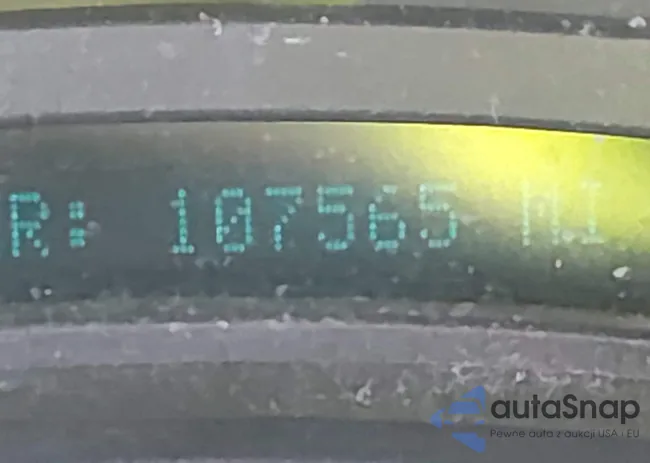 R: 107565 MI
autaSnap
Pewne auta z aukcji USA i EU